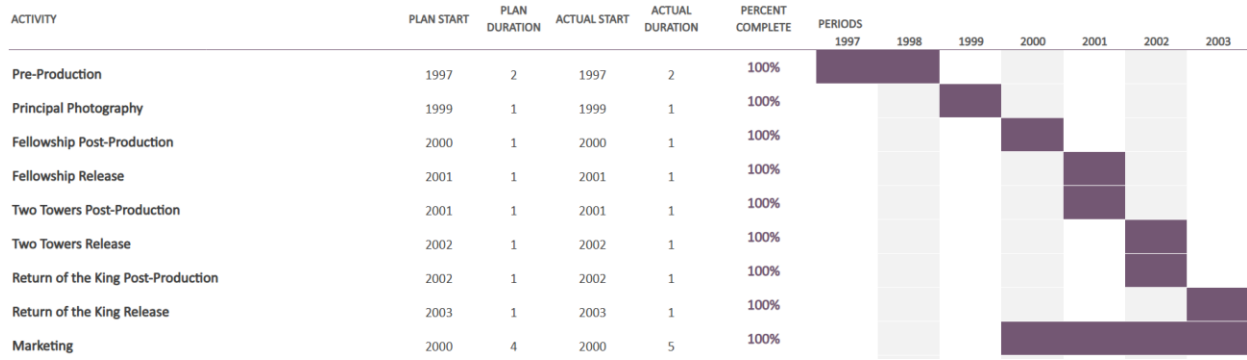 ACTIVITY PLAN START PLAN DURATION ACTUAL START ACTUAL DURATION PERCENT COMPLETE PERIODS
1997 1998 1999 2000 2001 2002 2003
Pre-Production 1997 2 1997 2 100%
Principal Photography 1999 1 1999 1 100%
Fellowship Post-Production 2000 1 2000 1 100%
Fellowship Release 2001 1 2001 1 100%
Two Towers Post-Production 2001 1 2001 1 100%
Two Towers Release 2002 1 2002 1 100%
Return of the King Post-Production 2002 1 2002 1 100%
Return of the King Release 2003 1 2003 1 100%
Marketing 2000 4 2000 5 100%